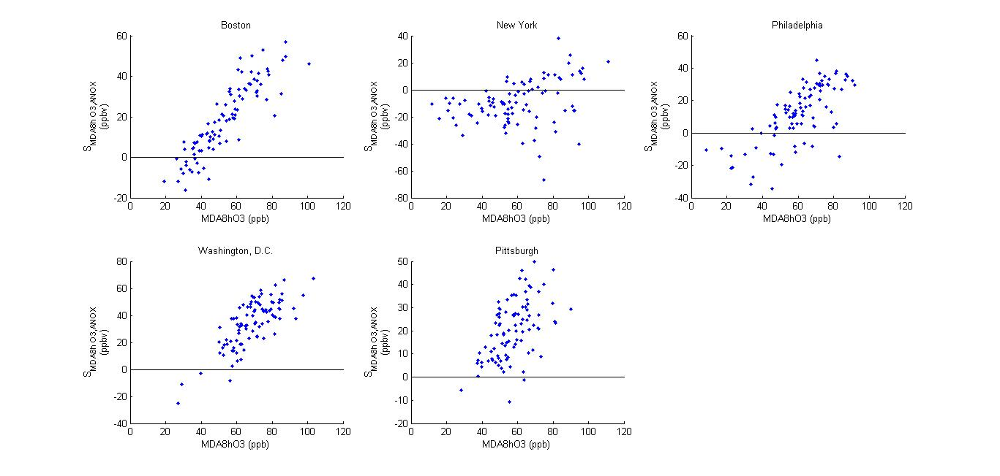 Boston
60
40
20
0
-20
0 20 40 60 80 100 120
MDA8hO3 (ppb)
S MDA8h O3,ANOX
(ppbv)
New York
40
20
0
-20
-40
-60
-80
0 20 40 60 80 100 120
MDA8hO3 (ppb)
S MDA8h O3,ANOX
(ppbv)
Philadelphia
60
40
20
0
-20
-40
0 20 40 60 80 100 120
MDA8hO3 (ppb)
S MDA8h O3,ANOX
(ppbv)
Washington, D.C.
80
60
40
20
0
-20
-40
0 20 40 60 80 100 120
MDA8hO3 (ppb)
S MDA8h O3,ANOX
(ppbv)
Pittsburgh
50
40
30
20
10
0
-10
-20
0 20 40 60 80 100 120
MDA8hO3 (ppb)
S MDA8h O3,ANOX
(ppbv)